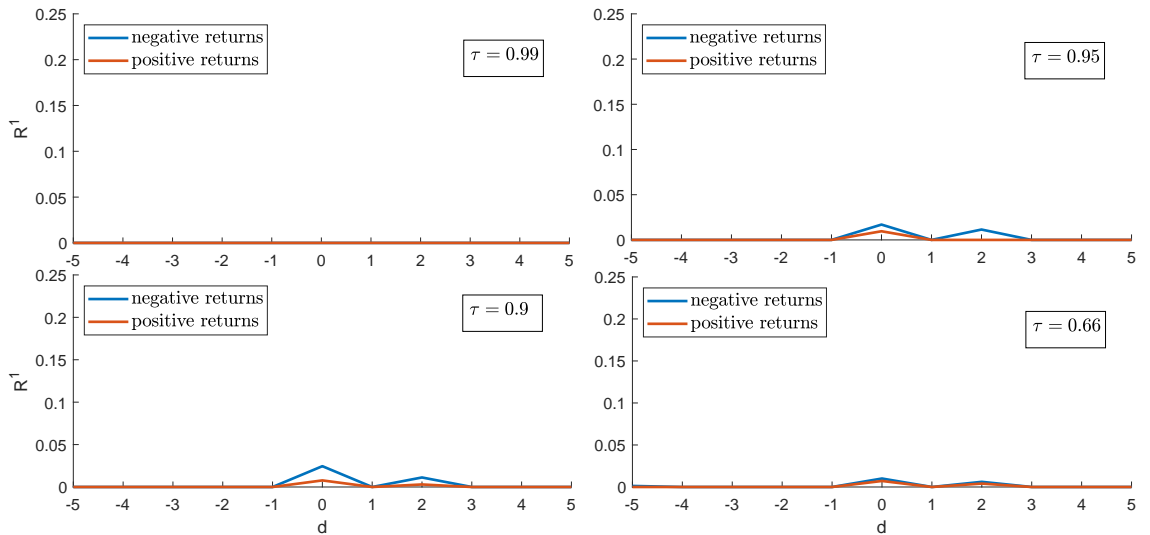 0.25
0.2
0.15
0.1
0.05
0
R¹
negative returns
positive returns
τ = 0.99
-5 -4 -3 -2 -1 0 1 2 3 4 5
0.25
0.2
0.15
0.1
0.05
0
negative returns
positive returns
τ = 0.95
-5 -4 -3 -2 -1 0 1 2 3 4 5
0.25
0.2
0.15
0.1
0.05
0
R¹
negative returns
positive returns
τ = 0.9
-5 -4 -3 -2 -1 0 1 2 3 4 5
d
0.25
0.2
0.15
0.1
0.05
0
negative returns
positive returns
τ = 0.66
-5 -4 -3 -2 -1 0 1 2 3 4 5
d